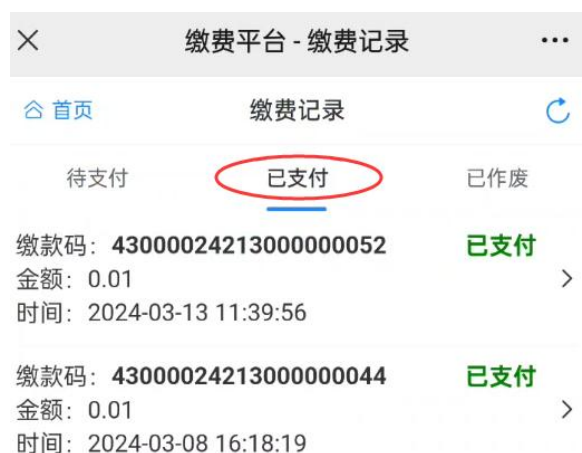 缴费平台 - 缴费记录
首页 缴费记录
待支付 已支付 已作废
缴款码：43000024213000000052 已支付
金额：0.01
时间：2024-03-13 11:39:56
缴款码：43000024213000000044 已支付
金额：0.01
时间：2024-03-08 16:18:19